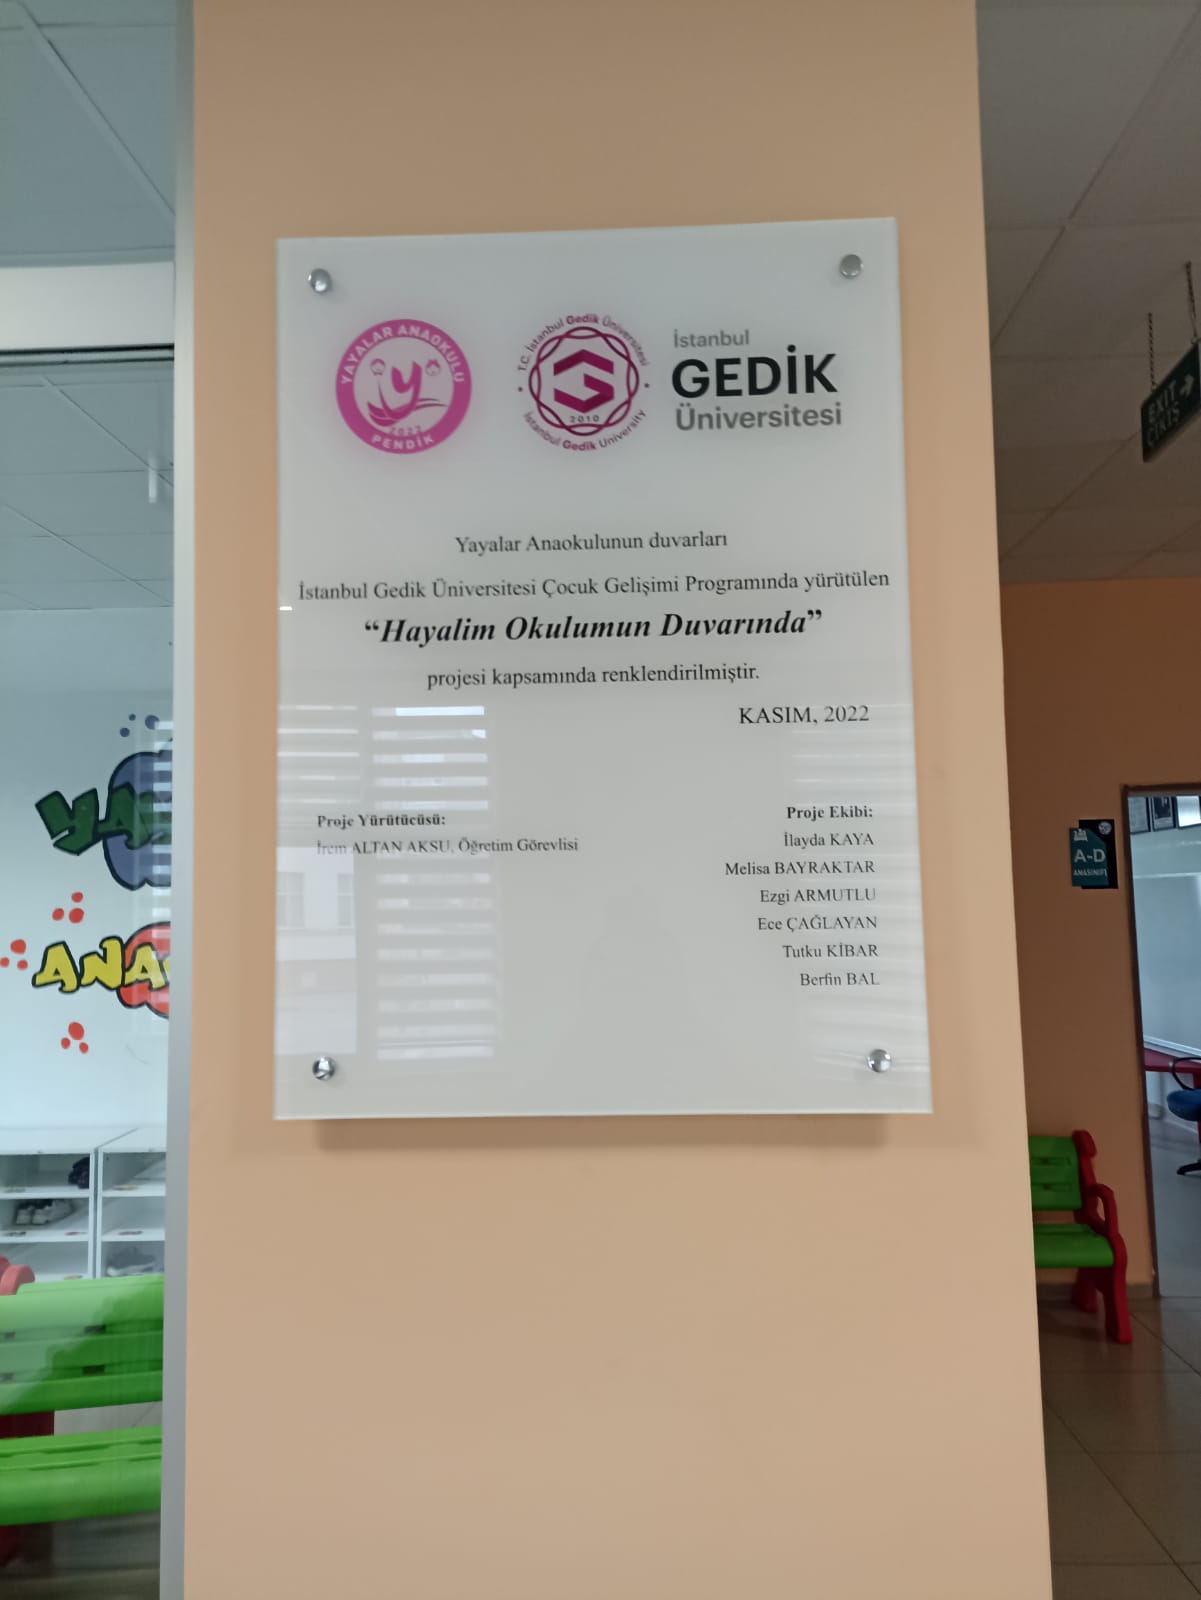 YAYALAR ANAOKULU
2022
PENDİK
T.C. İstanbul Gedik Üniversitesi
2010
İstanbul Gedik University
İstanbul
GEDİK
Üniversitesi
EXIT
ÇIKIŞ
Yayalar Anaokulunun duvarları
İstanbul Gedik Üniversitesi Çocuk Gelişimi Programında yürütülen
“Hayalim Okulumun Duvarında”
projesi kapsamında renklendirilmiştir.
KASIM, 2022
Proje Yürütücüsü:
İrem ALTAN AKSU, Öğretim Görevlisi
Proje Ekibi:
İlayda KAYA
Melisa BAYRAKTAR
Ezgi ARMUTLU
Ece ÇAĞLAYAN
Tutku KİBAR
Berfin BAL
A-D
ANASINIFI